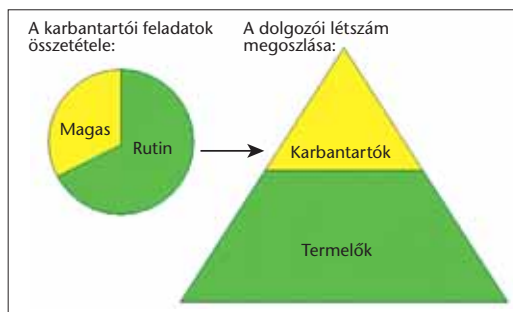 A karbantartói feladatok
összetétele:
A dolgozói létszám
megoszlása:
Magas
Rutin
Karbantartók
Termelők